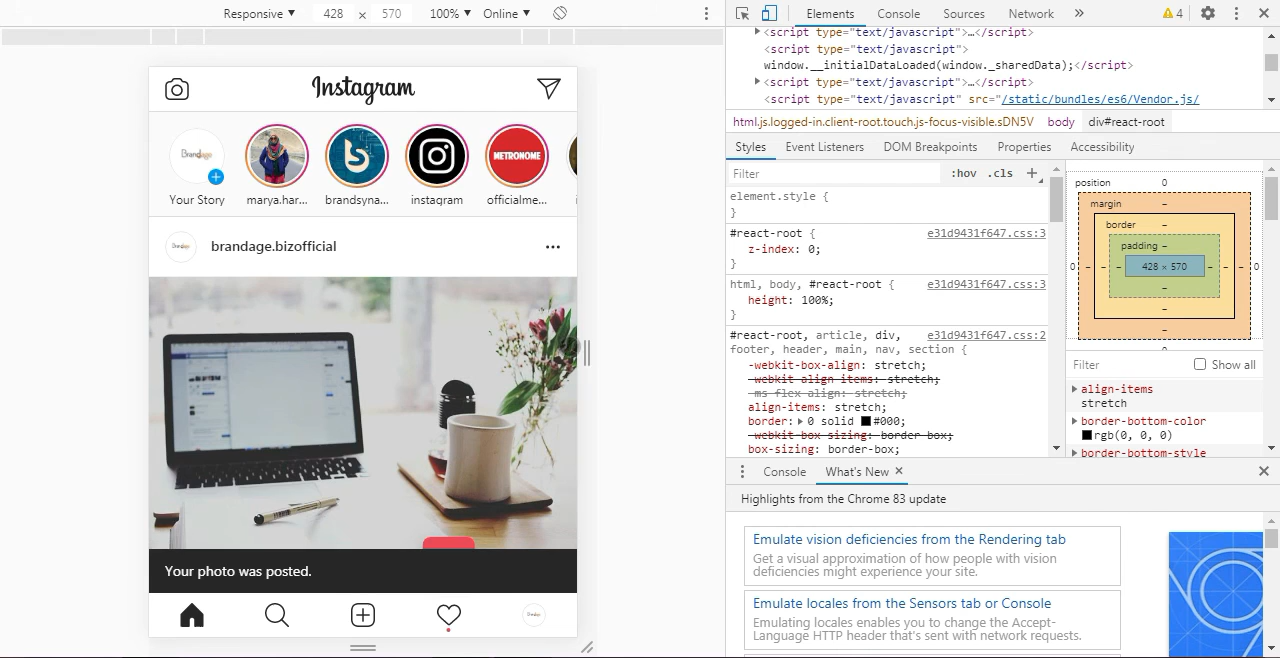 Responsive ▼ 428 x 570 100% ▼ Online ▼
Instagram
Brandage
METRONOME
Your Story marya.har... brandsyna... instagram officialme...
Brandage
brandage.bizofficial
Your photo was posted.
Brandage
Elements Console Sources Network » 4
<script type="text/javascript">…</script>
<script type="text/javascript">
window.__initialDataLoaded(window._sharedData);</script>
<script type="text/javascript">…</script>
<script type="text/javascript" src="/static/bundles/es6/Vendor.js/
html.js.logged-in.client-root.touch.js-focus-visible.sDN5V body div#react-root
Styles Event Listeners DOM Breakpoints Properties Accessibility
Filter :hov .cls +
element.style {
}
#react-root { e31d9431f647.css:3
z-index: 0;
}
html, body, #react-root { e31d9431f647.css:3
height: 100%;
}
#react-root, article, div, e31d9431f647.css:2
footer, header, main, nav, section {
-webkit-box-align: stretch;
-webkit-align-items: stretch;
-ms-flex-align: stretch;
align-items: stretch;
border: 0 solid #000;
-webkit-box-sizing: border-box;
box-sizing: border-box;
position 0
margin –
border –
padding –
0 – – – 428 × 570 – – – 0
–
–
–
0
Filter Show all
align-items
stretch
border-bottom-color
rgb(0, 0, 0)
border-bottom-style
Console What's New ✕
Highlights from the Chrome 83 update
Emulate vision deficiencies from the Rendering tab
Get a visual approximation of how people with vision
deficiencies might experience your site.
Emulate locales from the Sensors tab or Console
Emulating locales enables you to change the Accept-
Language HTTP header that's sent with network requests.